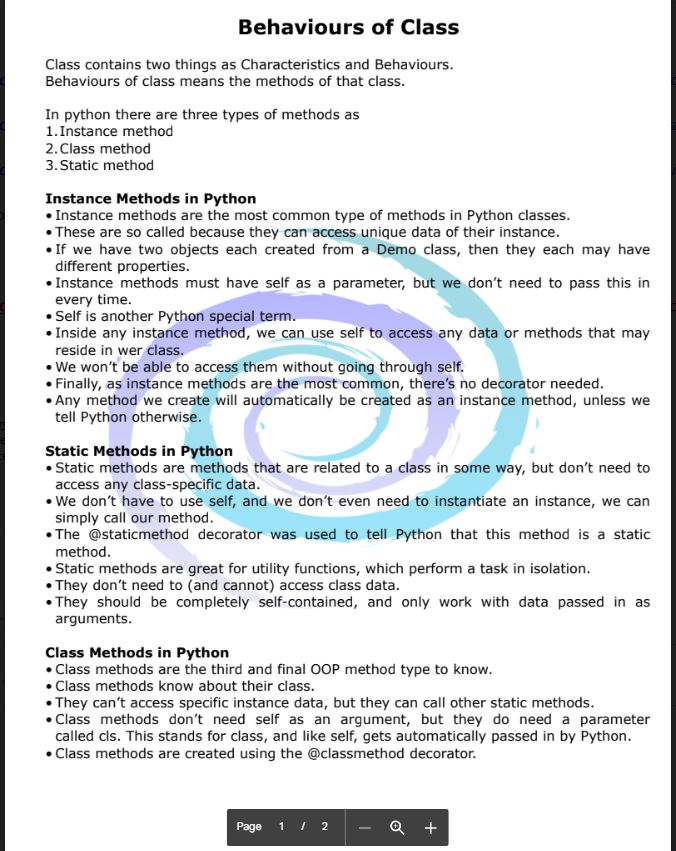 Behaviours of Class
Class contains two things as Characteristics and Behaviours.
Behaviours of class means the methods of that class.
In python there are three types of methods as
1. Instance method
2. Class method
3. Static method
Instance Methods in Python
• Instance methods are the most common type of methods in Python classes.
• These are so called because they can access unique data of their instance.
• If we have two objects each created from a Demo class, then they each may have
different properties.
• Instance methods must have self as a parameter, but we don't need to pass this in
every time.
• Self is another Python special term.
• Inside any instance method, we can use self to access any data or methods that may
reside in wer class.
• We won't be able to access them without going through self.
• Finally, as instance methods are the most common, there's no decorator needed.
• Any method we create will automatically be created as an instance method, unless we
tell Python otherwise.
Static Methods in Python
• Static methods are methods that are related to a class in some way, but don't need to
access any class-specific data.
• We don't have to use self, and we don't even need to instantiate an instance, we can
simply call our method.
• The @staticmethod decorator was used to tell Python that this method is a static
method.
• Static methods are great for utility functions, which perform a task in isolation.
• They don't need to (and cannot) access class data.
• They should be completely self-contained, and only work with data passed in as
arguments.
Class Methods in Python
• Class methods are the third and final OOP method type to know.
• Class methods know about their class.
• They can't access specific instance data, but they can call other static methods.
• Class methods don't need self as an argument, but they do need a parameter
called cls. This stands for class, and like self, gets automatically passed in by Python.
• Class methods are created using the @classmethod decorator.
Page 1 / 2